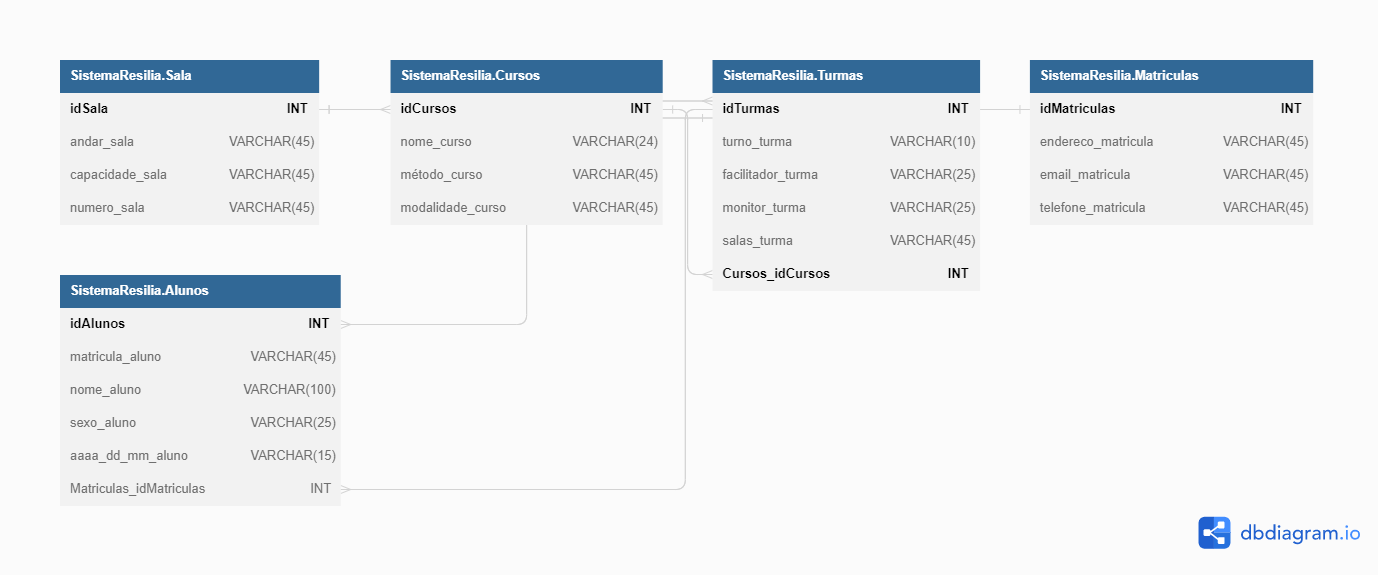 SistemaResilia.Sala
idSala INT
andar_sala VARCHAR(45)
capacidade_sala VARCHAR(45)
numero_sala VARCHAR(45)
SistemaResilia.Cursos
idCursos INT
nome_curso VARCHAR(24)
método_curso VARCHAR(45)
modalidade_curso VARCHAR(45)
SistemaResilia.Turmas
idTurmas INT
turno_turma VARCHAR(10)
facilitador_turma VARCHAR(25)
monitor_turma VARCHAR(25)
salas_turma VARCHAR(45)
Cursos_idCursos INT
SistemaResilia.Matriculas
idMatriculas INT
endereco_matricula VARCHAR(45)
email_matricula VARCHAR(45)
telefone_matricula VARCHAR(45)
SistemaResilia.Alunos
idAlunos INT
matricula_aluno VARCHAR(45)
nome_aluno VARCHAR(100)
sexo_aluno VARCHAR(25)
aaaa_dd_mm_aluno VARCHAR(15)
Matriculas_idMatriculas INT
dbdiagram.io